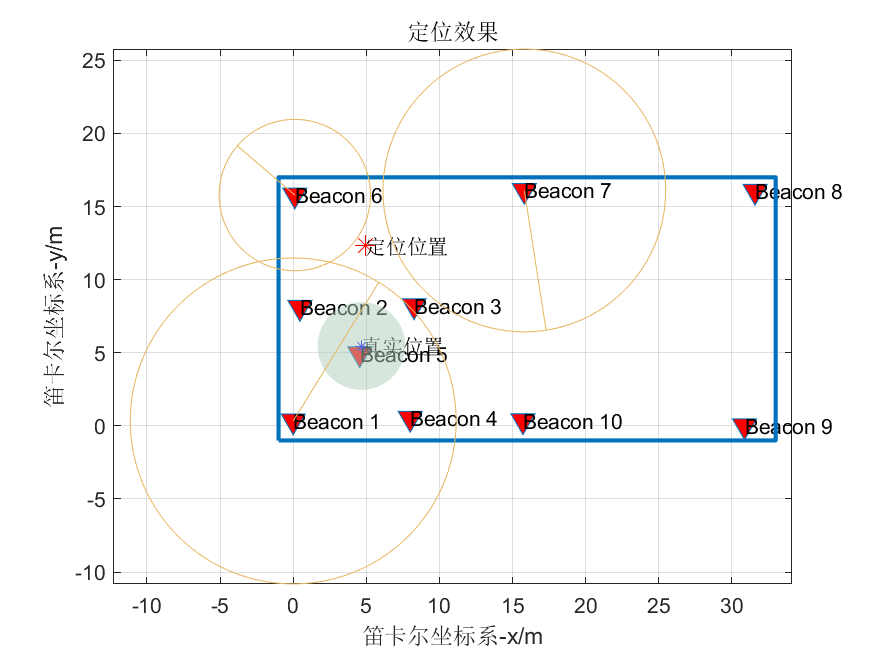 定位效果
25
20
15
10
5
0
-5
-10
笛卡尔坐标系-y/m
Beacon 6
Beacon 7
Beacon 8
定位位置
Beacon 2
Beacon 3
真实位置
Beacon 5
Beacon 1
Beacon 4
Beacon 10
Beacon 9
-10
-5
0
5
10
15
20
25
30
笛卡尔坐标系-x/m